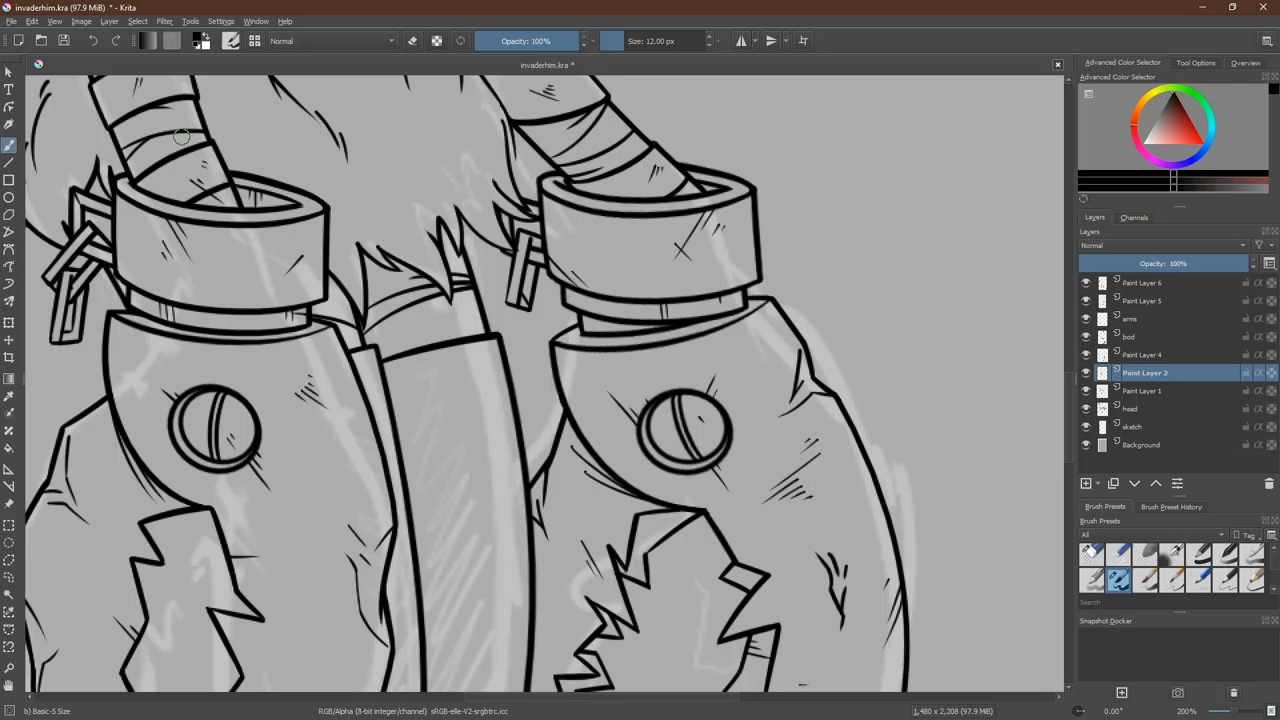 invaderhim.kra (97.9 MiB) * - Krita
File Edit View Image Layer Filter Tools Settings Window Help
Normal Opacity: 100% Size: 12.00 px
invaderhim.kra *
Advanced Color Selector Tool Options Overview
Advanced Color Selector
Layers Channels
Layers
Normal
Opacity: 100%
Paint Layer 6
Paint Layer 5
arms
bod
Paint Layer 4
Paint Layer 2
Paint Layer 1
head
sketch
Background
Brush Presets Brush Preset History
Brush Presets
All Tag
Search
Snapshot Docker
b) Basic-5 Size RGB/Alpha (8-bit integer/channel) sRGB-elle-V2-srgbtrc.icc 1,480 x 2,208 (97.9 MiB) 0.00° 200%